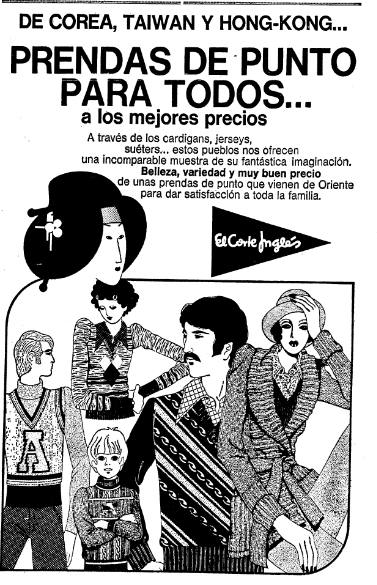 DE COREA, TAIWAN Y HONG-KONG...
PRENDAS DE PUNTO
PARA TODOS...
a los mejores precios
A través de los cardigans, jerseys,
suéters... estos pueblos nos ofrecen
una incomparable muestra de su fantástica imaginación.
Belleza, variedad y muy buen precio
de unas prendas de punto que vienen de Oriente
para dar satisfacción a toda la familia.
El Corte Inglés
A